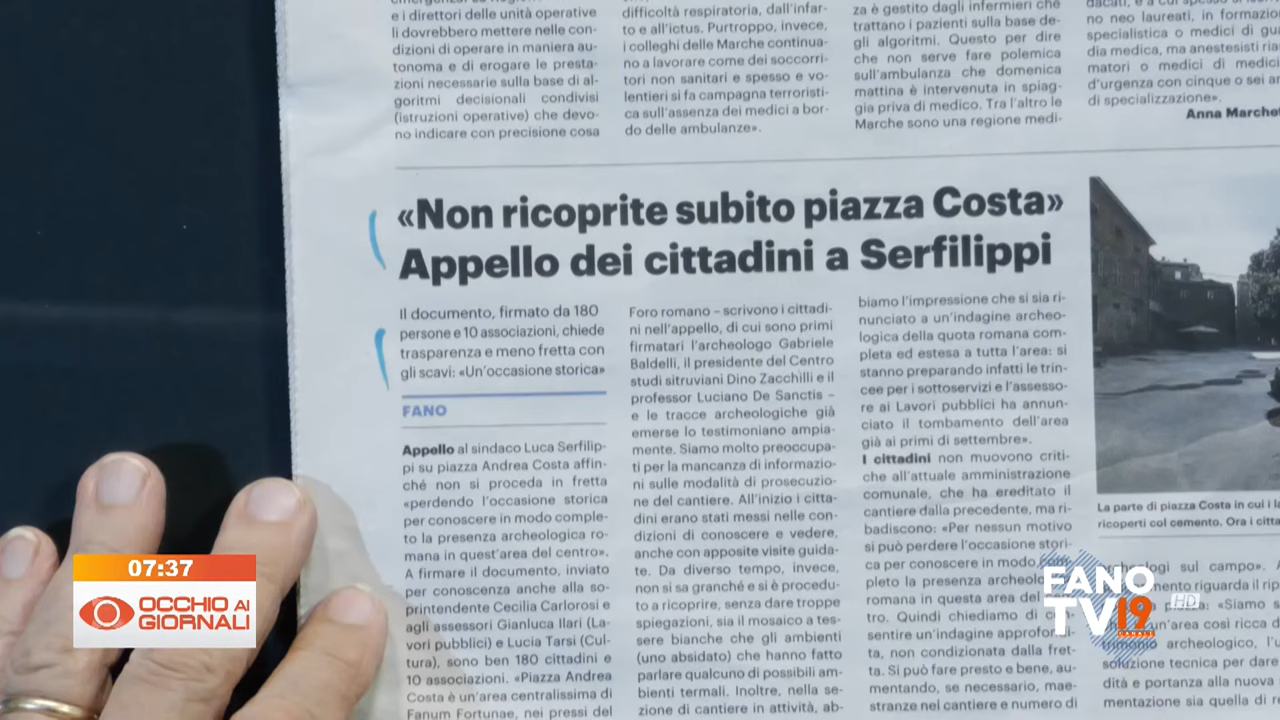 e i direttori delle unità operative
li dovrebbero mettere nelle con-
dizioni di operare in maniera au-
tonoma e di erogare le presta-
zioni necessarie sulla base di al-
goritmi decisionali condivisi
(istruzioni operative) che devo-
no indicare con precisione cosa
difficoltà respiratoria, dall'infar-
to e all'ictus. Purtroppo, invece,
i colleghi delle Marche continua-
no a lavorare come dei soccorri-
tori non sanitari e spesso e vo-
lentieri si fa campagna terroristi-
ca sull'assenza dei medici a bor-
do delle ambulanze».
za è gestito dagli infermieri che
trattano i pazienti sulla base de-
gli algoritmi. Questo per dire
che non serve fare polemica
sull'ambulanza che domenica
mattina è intervenuta in spiag-
gia priva di medico. Tra l'altro le
Marche sono una regione medi-
no neo laureati, in formazio
specialistica o medici di gu
dia medica, ma anestesisti ria
matori o medici di medici
d'urgenza con cinque o sei an
di specializzazione».
Anna Marche
«Non ricoprite subito piazza Costa»
Appello dei cittadini a Serfilippi
Il documento, firmato da 180
persone e 10 associazioni, chiede
trasparenza e meno fretta con
gli scavi: «Un'occasione storica»
FANO
Appello al sindaco Luca Serfilip-
pi su piazza Andrea Costa affin-
ché non si proceda in fretta
«perdendo l'occasione storica
per conoscere in modo comple-
to la presenza archeologica ro-
mana in quest'area del centro».
A firmare il documento, inviato
per conoscenza anche alla so-
printendente Cecilia Carlorosi e
agli assessori Gianluca Ilari (La-
vori pubblici) e Lucia Tarsi (Cul-
tura), sono ben 180 cittadini e
10 associazioni. «Piazza Andrea
Costa è un'area centralissima di
Fanum Fortunae, nei pressi del
Foro romano – scrivono i cittadi-
ni nell'appello, di cui sono primi
firmatari l'archeologo Gabriele
Baldelli, il presidente del Centro
studi sitruviani Dino Zacchilli e il
professor Luciano De Sanctis –
e le tracce archeologiche già
emerse lo testimoniano ampia-
mente. Siamo molto preoccupa-
ti per la mancanza di informazio-
ni sulle modalità di prosecuzio-
ne del cantiere. All'inizio i citta-
dini erano stati messi nelle con-
dizioni di conoscere e vedere,
anche con apposite visite guida-
te. Da diverso tempo, invece,
non si sa granché e si è procedu-
to a ricoprire, senza dare troppe
spiegazioni, sia il mosaico a tes-
sere bianche che gli ambienti
(uno absidato) che hanno fatto
parlare qualcuno di possibili am-
bienti termali. Inoltre, nella se-
zione di cantiere in attività, ab-
biamo l'impressione che si sia ri-
nunciato a un'indagine archeo-
logica della quota romana com-
pleta ed estesa a tutta l'area: si
stanno preparando infatti le trin-
cee per i sottoservizi e l'assesso-
re ai Lavori pubblici ha annun-
ciato il tombamento dell'area
già ai primi di settembre».
I cittadini non muovono criti-
che all'attuale amministrazione
comunale, che ha ereditato il
cantiere dalla precedente, ma ri-
badiscono: «Per nessun motivo
si può perdere l'occasione stori-
ca per conoscere in modo
pleto la presenza archeolo
romana in questa area del
tro. Quindi chiediamo di
sentire un'indagine approfon
ta, non condizionata dalla fret-
ta. Si può fare presto e bene, au-
mentando, se necessario, mae-
stranze nel cantiere e numero di
La parte di piazza Costa in cui i
ricoperti col cemento. Ora i citta
sul campo».
riguarda il rip
«Siamo
un'area così ricca d
archeologico, l'
soluzione tecnica per dare
dità e portanza alla nuova
mentazione sia quella di
07:37
OCCHIO AI
GIORNALI
FANO
TV19 HD
CANALE